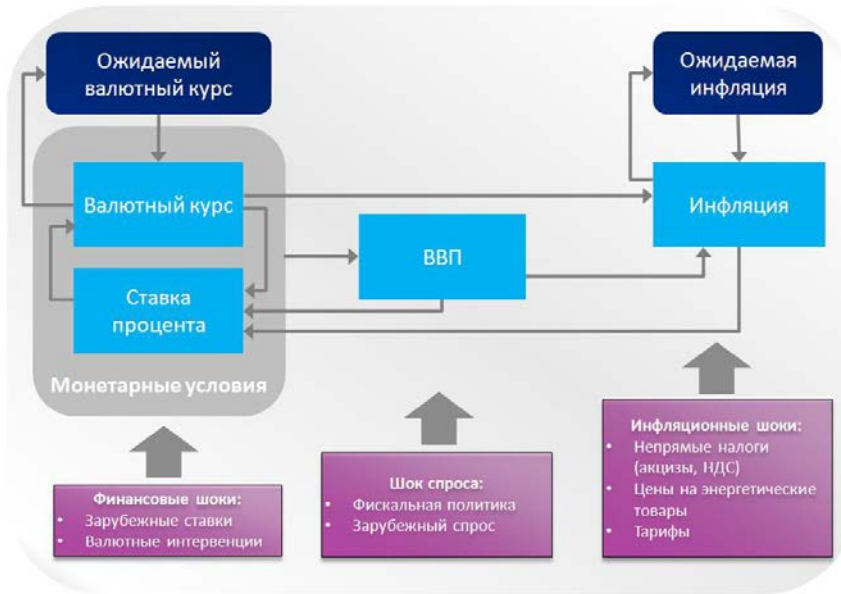 Ожидаемый
валютный курс
Ожидаемая
инфляция
Валютный курс
Инфляция
ВВП
Ставка
процента
Монетарные условия
Финансовые шоки:
• Зарубежные ставки
• Валютные интервенции
Шок спроса:
• Фискальная политика
• Зарубежный спрос
Инфляционные шоки:
• Непрямые налоги
(акцизы, НДС)
• Цены на энергетические
товары
• Тарифы